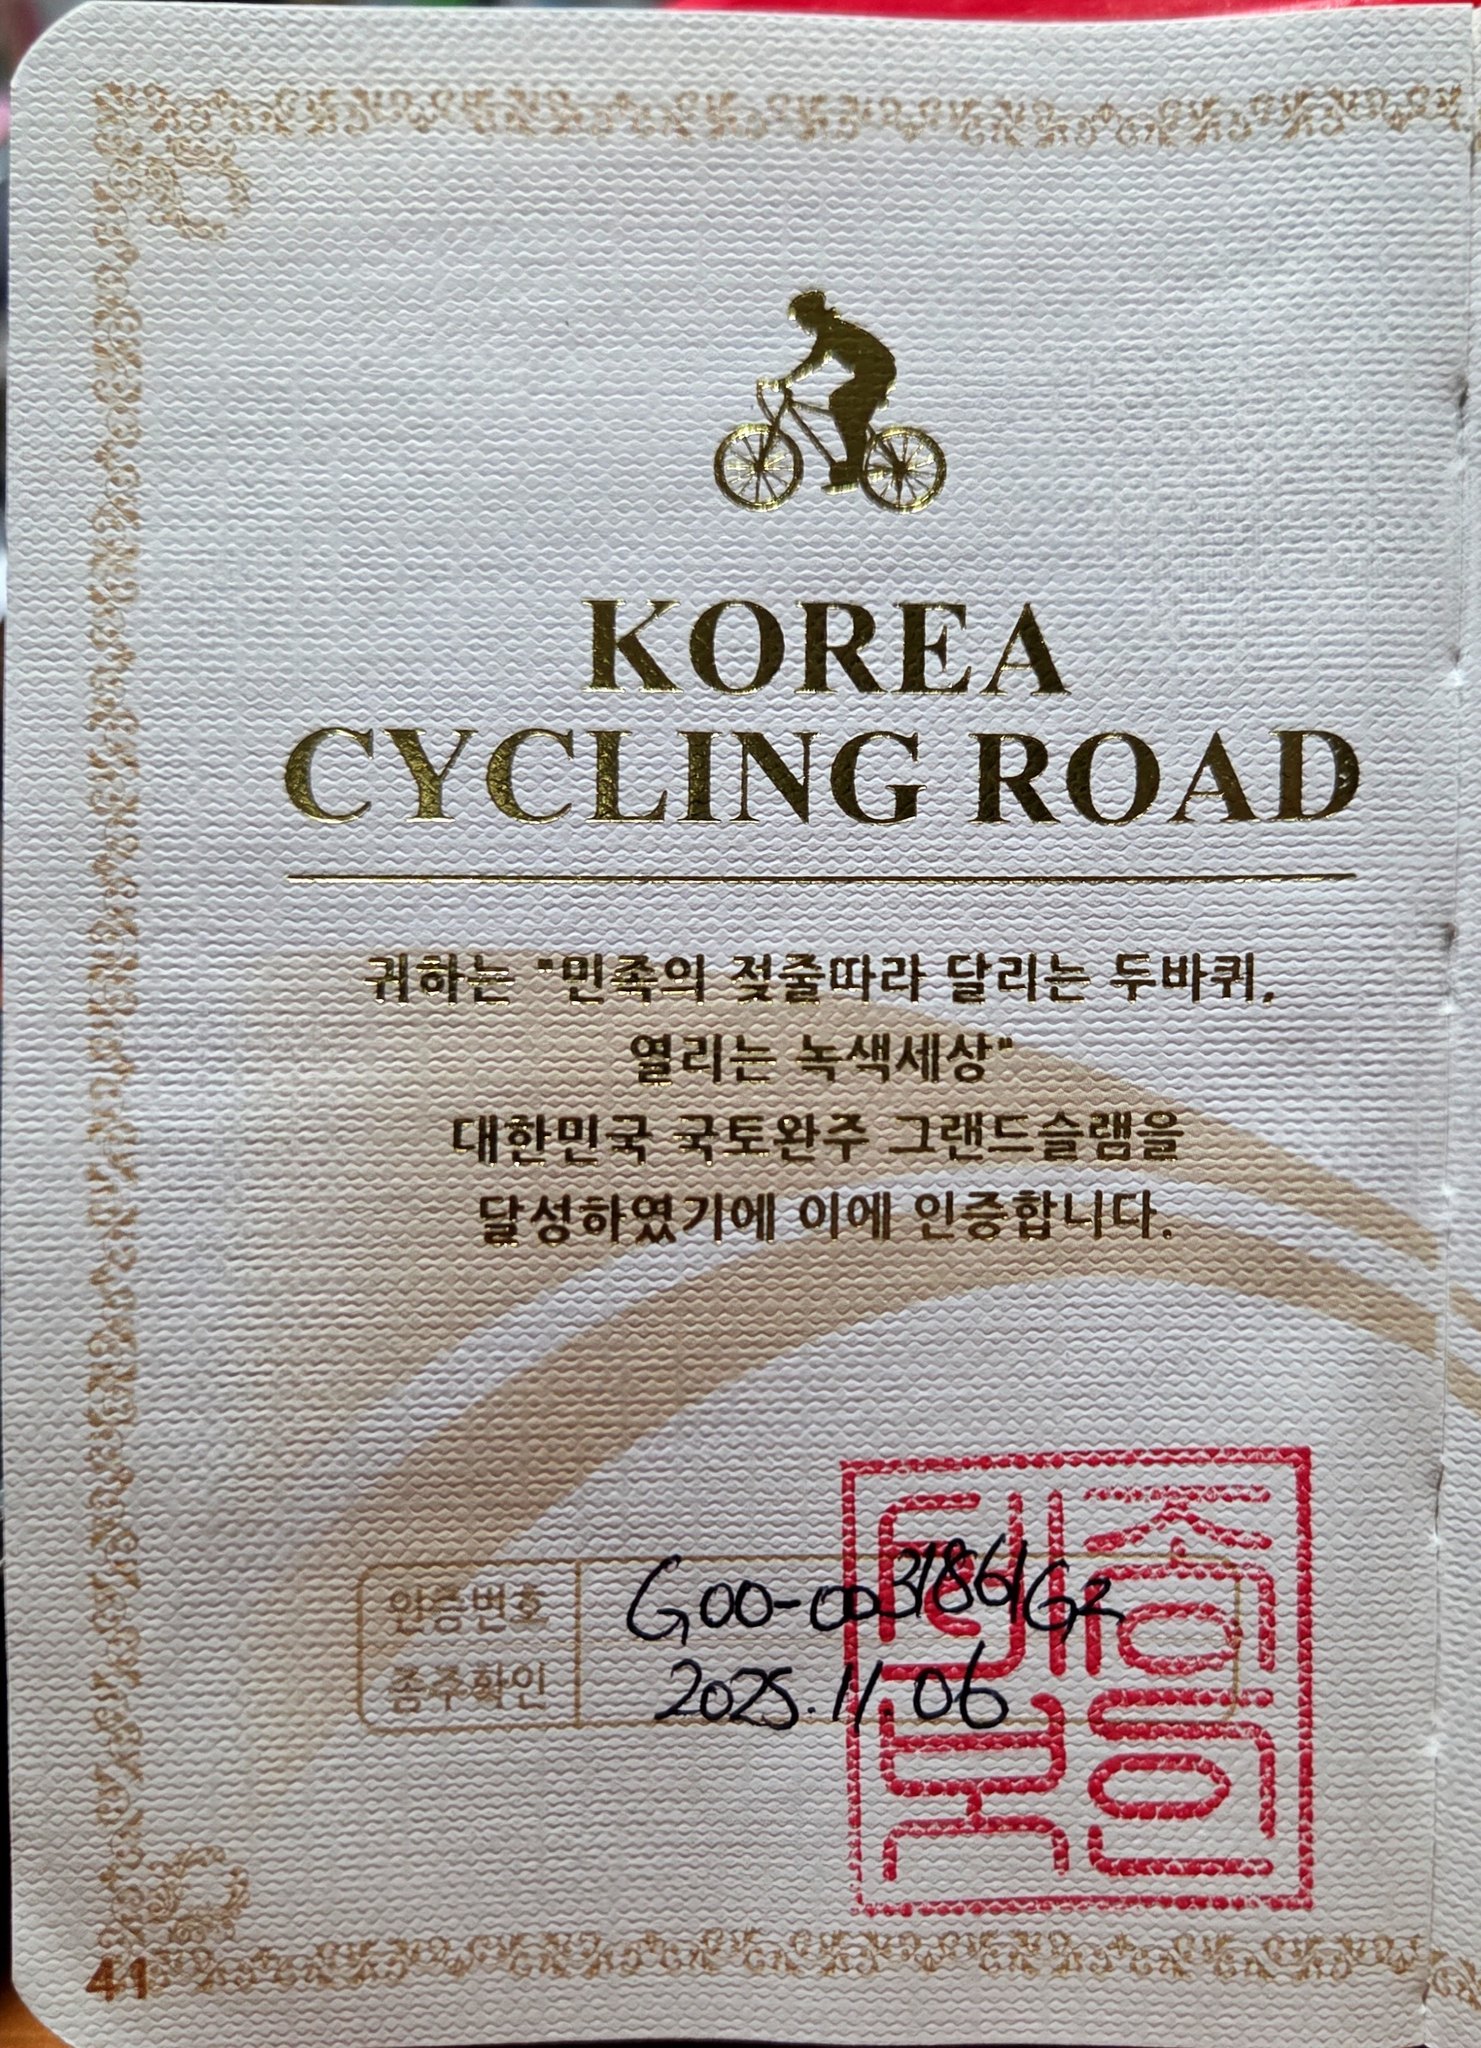 KOREA
CYCLING ROAD
귀하는 "민족의 젖줄따라 달리는 두바퀴,
열리는 녹색세상"
대한민국 국토완주 그랜드슬램을
달성하였기에 이에 인증합니다.
인증번호 G00-0031861G2
종주확인 2025.11.06
41